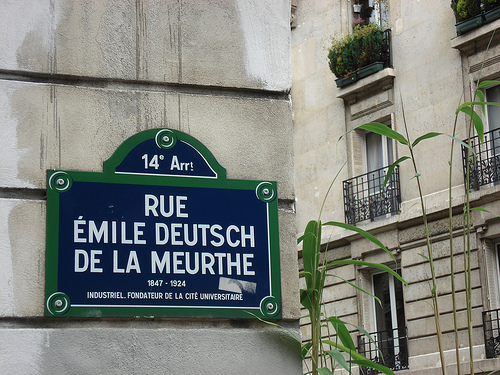 14e Arrt
RUE
ÉMILE DEUTSCH
DE LA MEURTHE
1847 - 1924
INDUSTRIEL. FONDATEUR DE LA CITÉ UNIVERSITAIRE